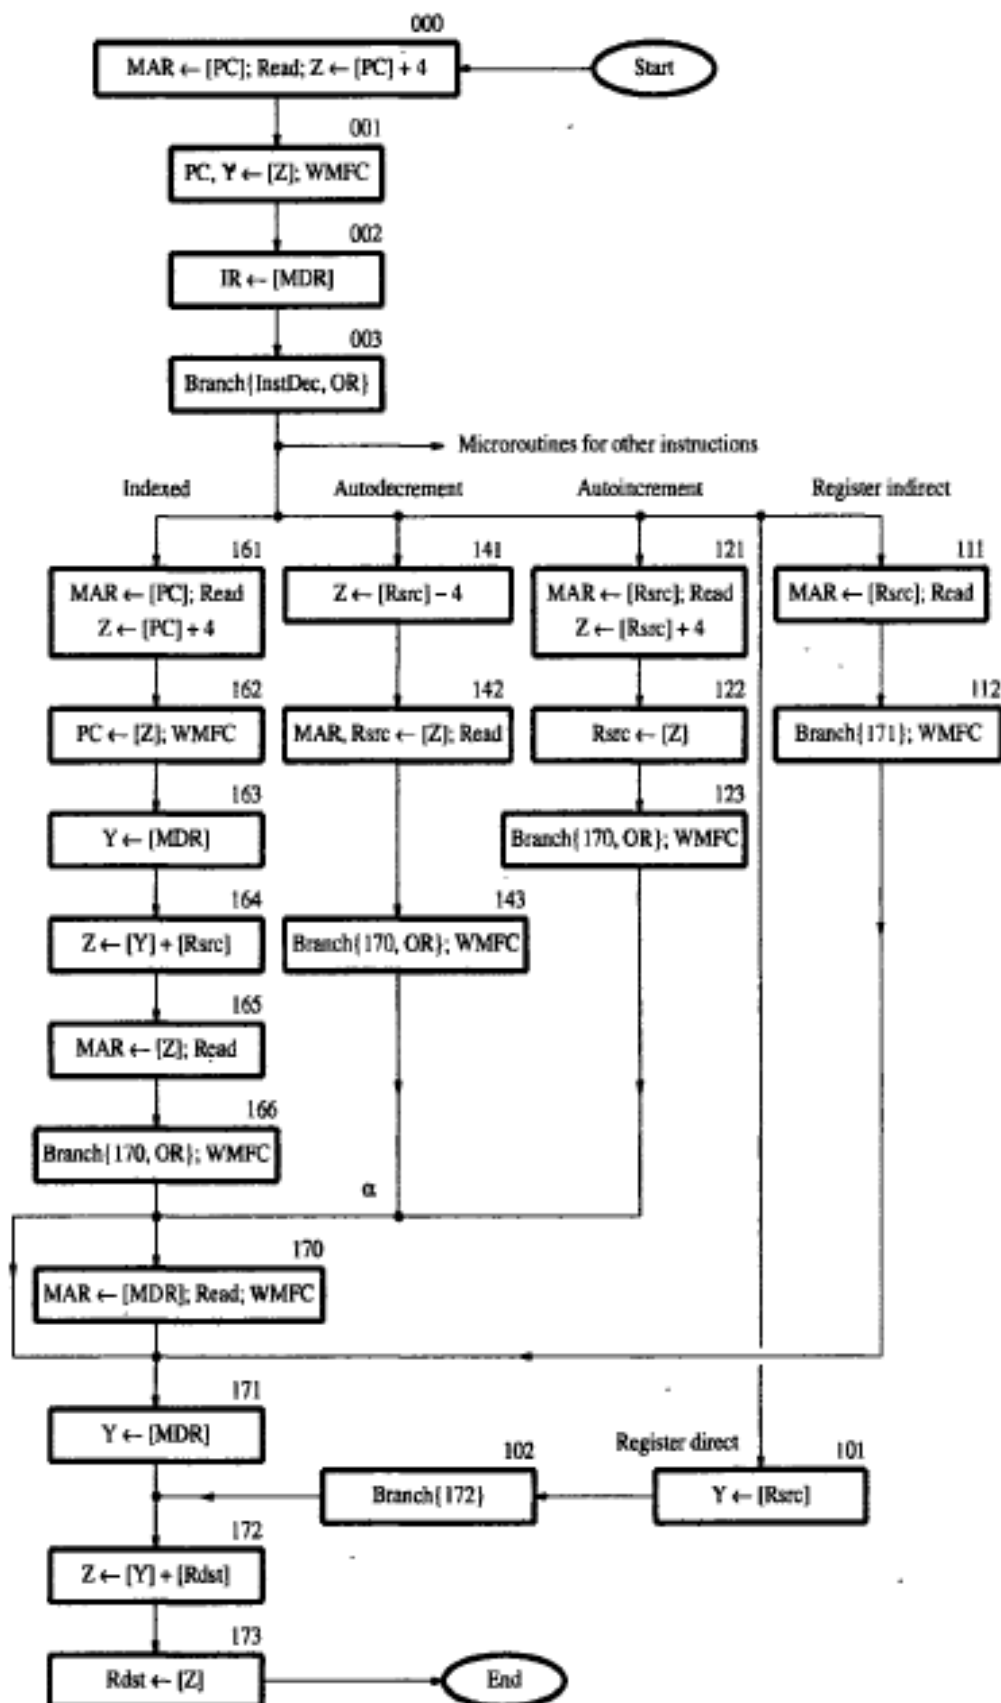 000
MAR ← [PC]; Read; Z ← [PC] + 4
Start
001
PC, Y ← [Z]; WMFC
002
IR ← [MDR]
003
Branch{InstDec, OR}
Microroutines for other instructions
Indexed
Autodecrement
Autoincrement
Register indirect
161
141
121
111
MAR ← [PC]; Read
Z ← [PC] + 4
Z ← [Rsrc] – 4
MAR ← [Rsrc]; Read
Z ← [Rsrc] + 4
MAR ← [Rsrc]; Read
162
142
122
112
PC ← [Z]; WMFC
MAR, Rsrc ← [Z]; Read
Rsrc ← [Z]
Branch{171}; WMFC
163
123
Y ← [MDR]
Branch{170, OR}; WMFC
164
143
Z ← [Y] + [Rsrc]
Branch{170, OR}; WMFC
165
MAR ← [Z]; Read
166
Branch{170, OR}; WMFC
α
170
MAR ← [MDR]; Read; WMFC
171
Y ← [MDR]
Register direct
102
101
Branch{172}
Y ← [Rsrc]
172
Z ← [Y] + [Rdst]
173
Rdst ← [Z]
End